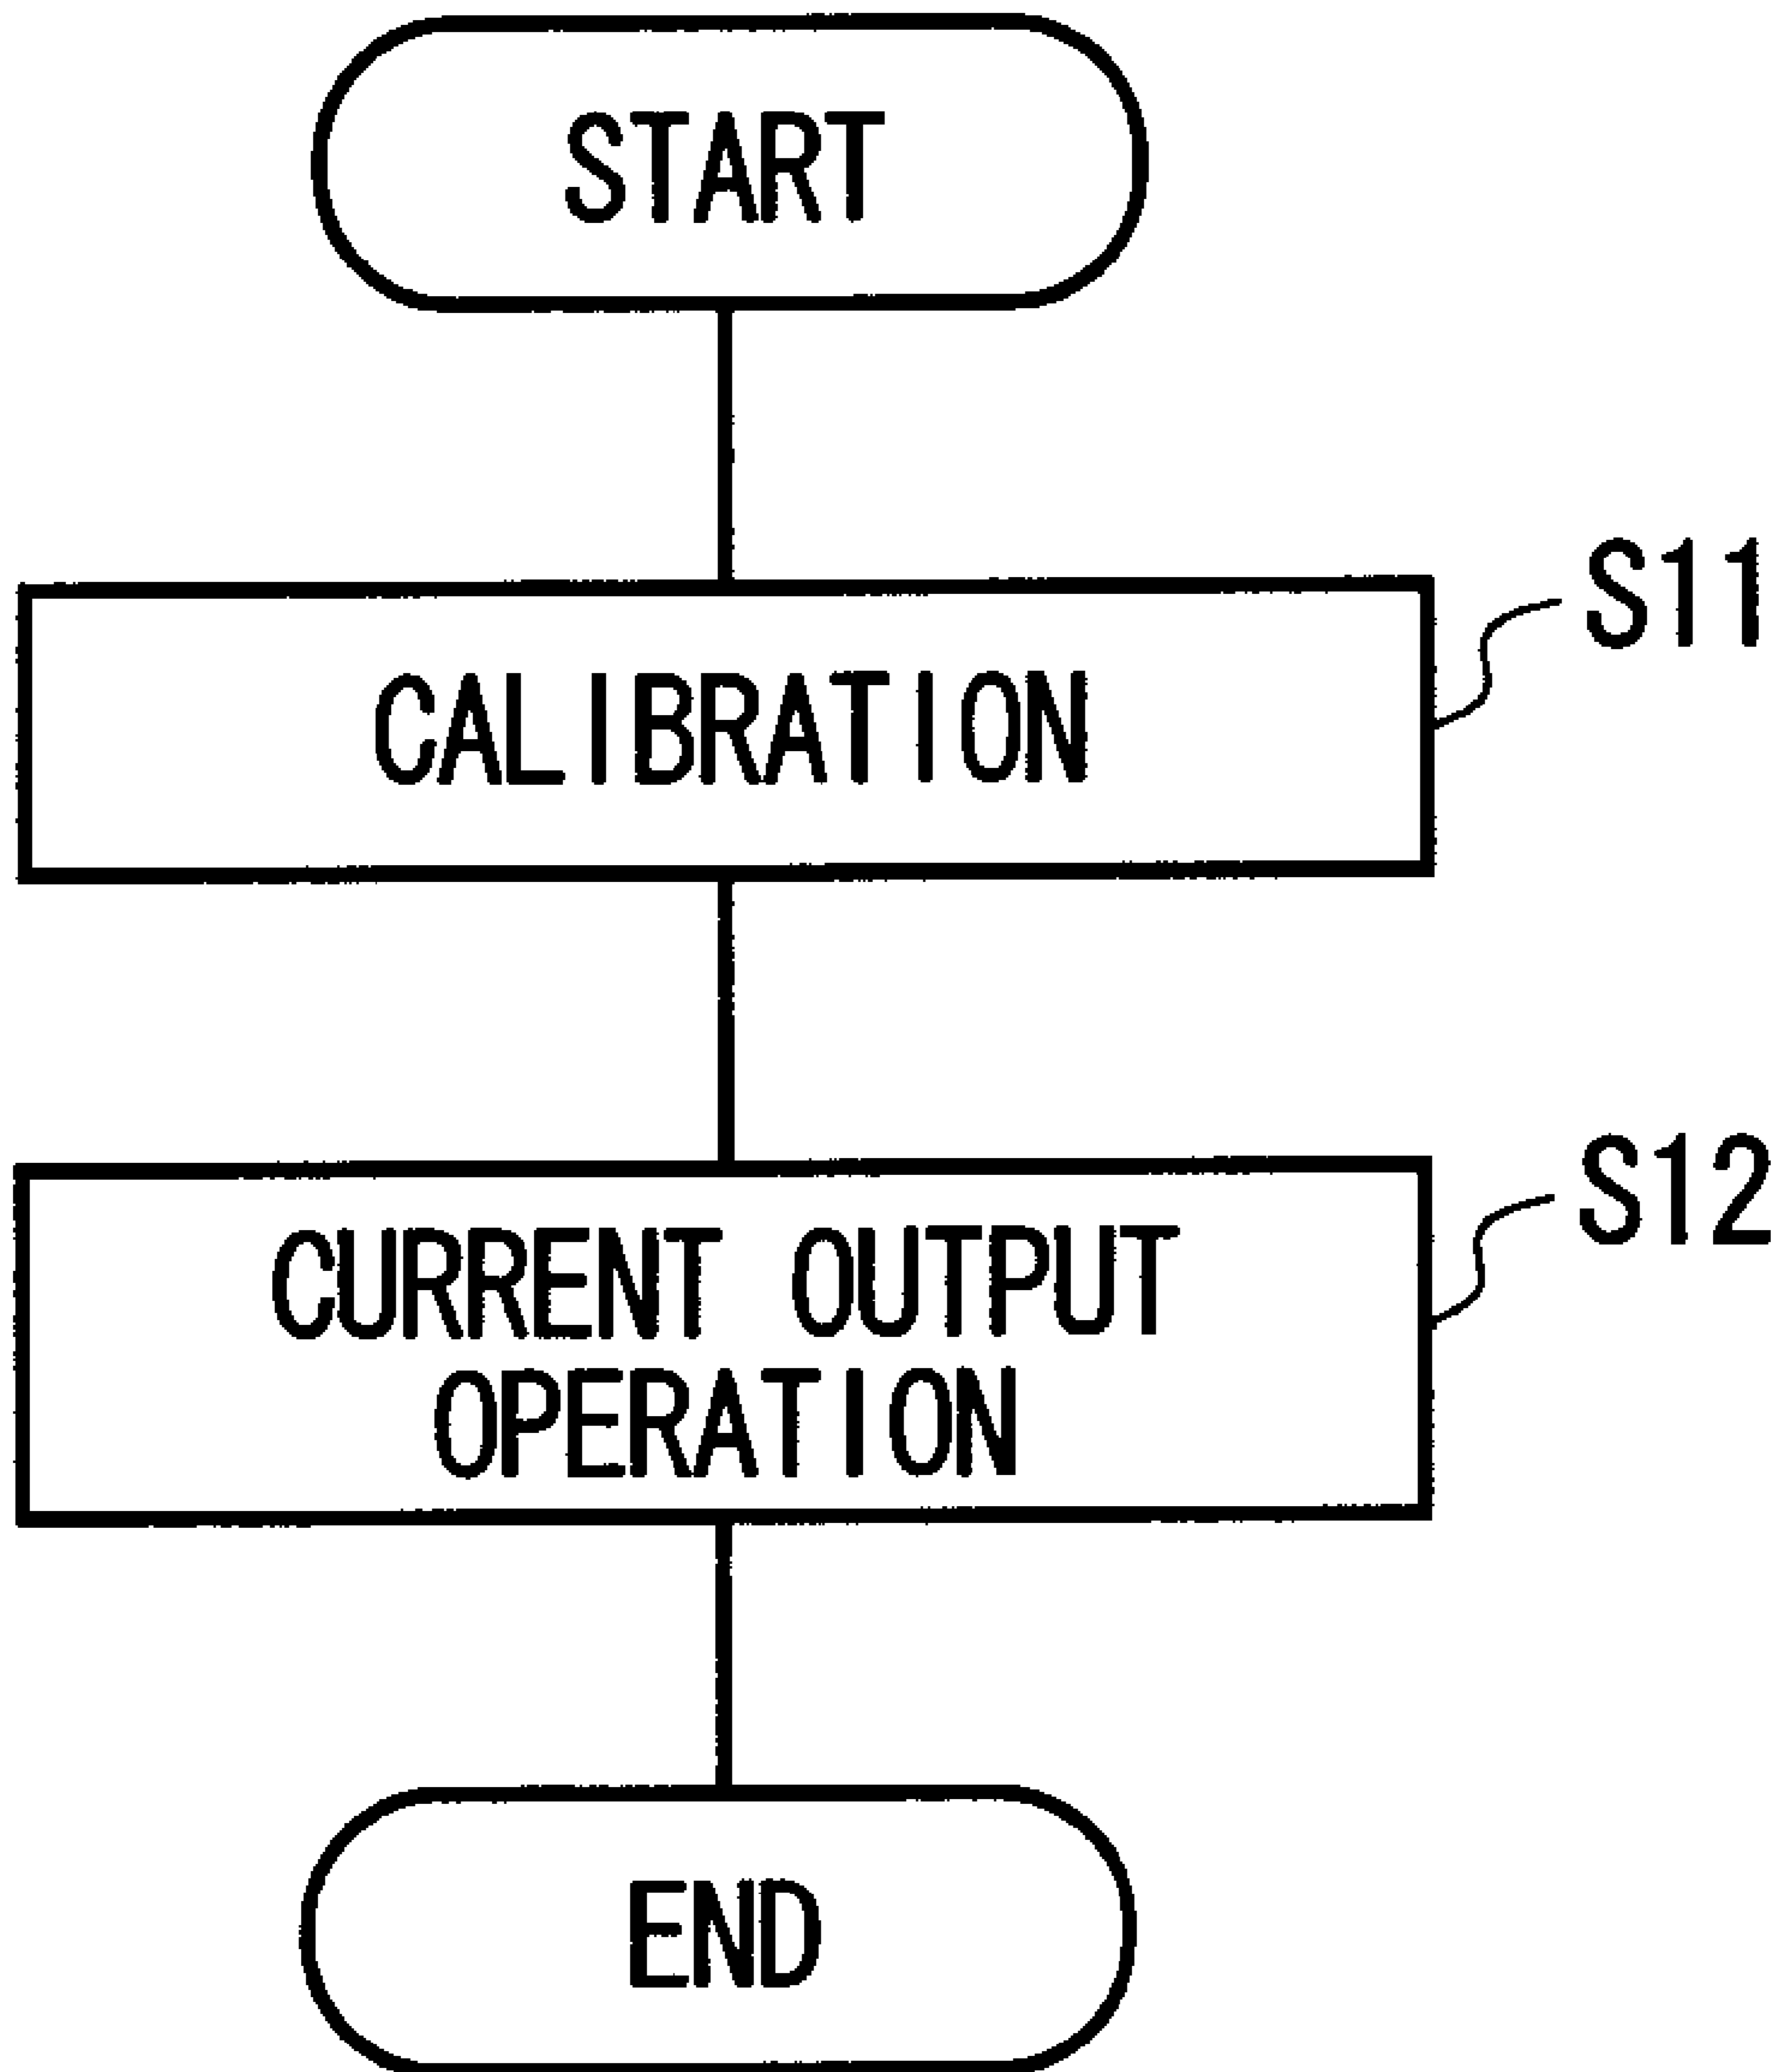 START
S11
CALIBRATION
S12
CURRENT OUTPUT
OPERATION
END